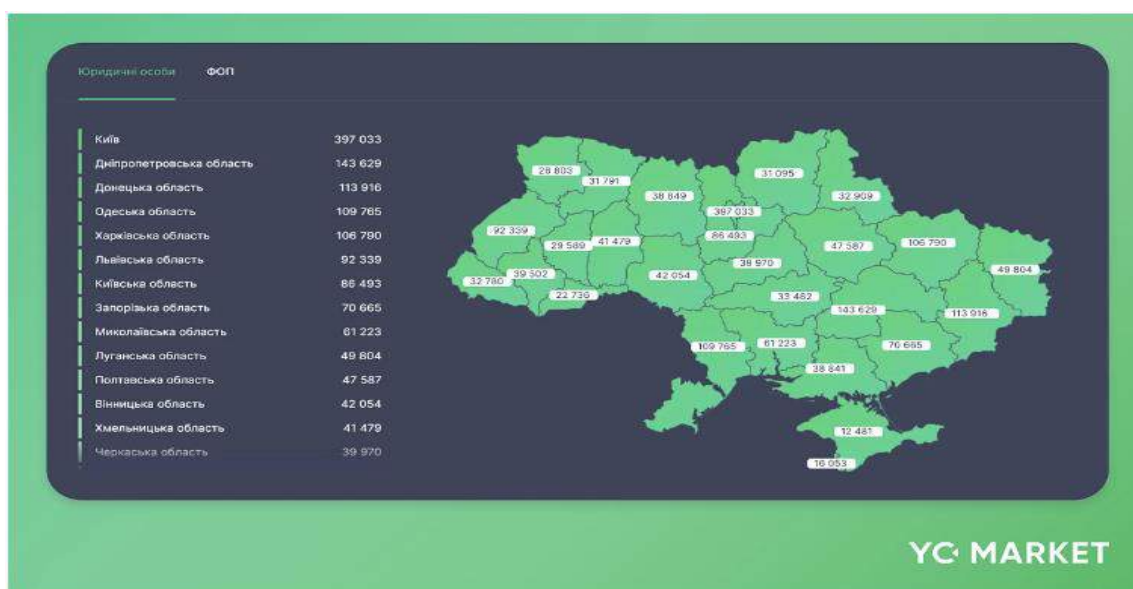 Юридичні особи ФОП
Київ 397 033
Дніпропетровська область 143 629
Донецька область 113 916
Одеська область 109 765
Харківська область 106 790
Львівська область 92 339
Київська область 86 493
Запорізька область 70 665
Миколаївська область 61 223
Луганська область 49 804
Полтавська область 47 587
Вінницька область 42 054
Хмельницька область 41 479
Черкаська область 39 970
28 803
31 791
38 849
31 095
32 909
397 033
92 339
29 589
41 479
86 493
47 587
106 790
49 804
32 780
39 502
22 736
42 054
39 970
33 462
143 629
113 916
109 765
61 223
70 665
38 841
12 481
16 053
YC MARKET